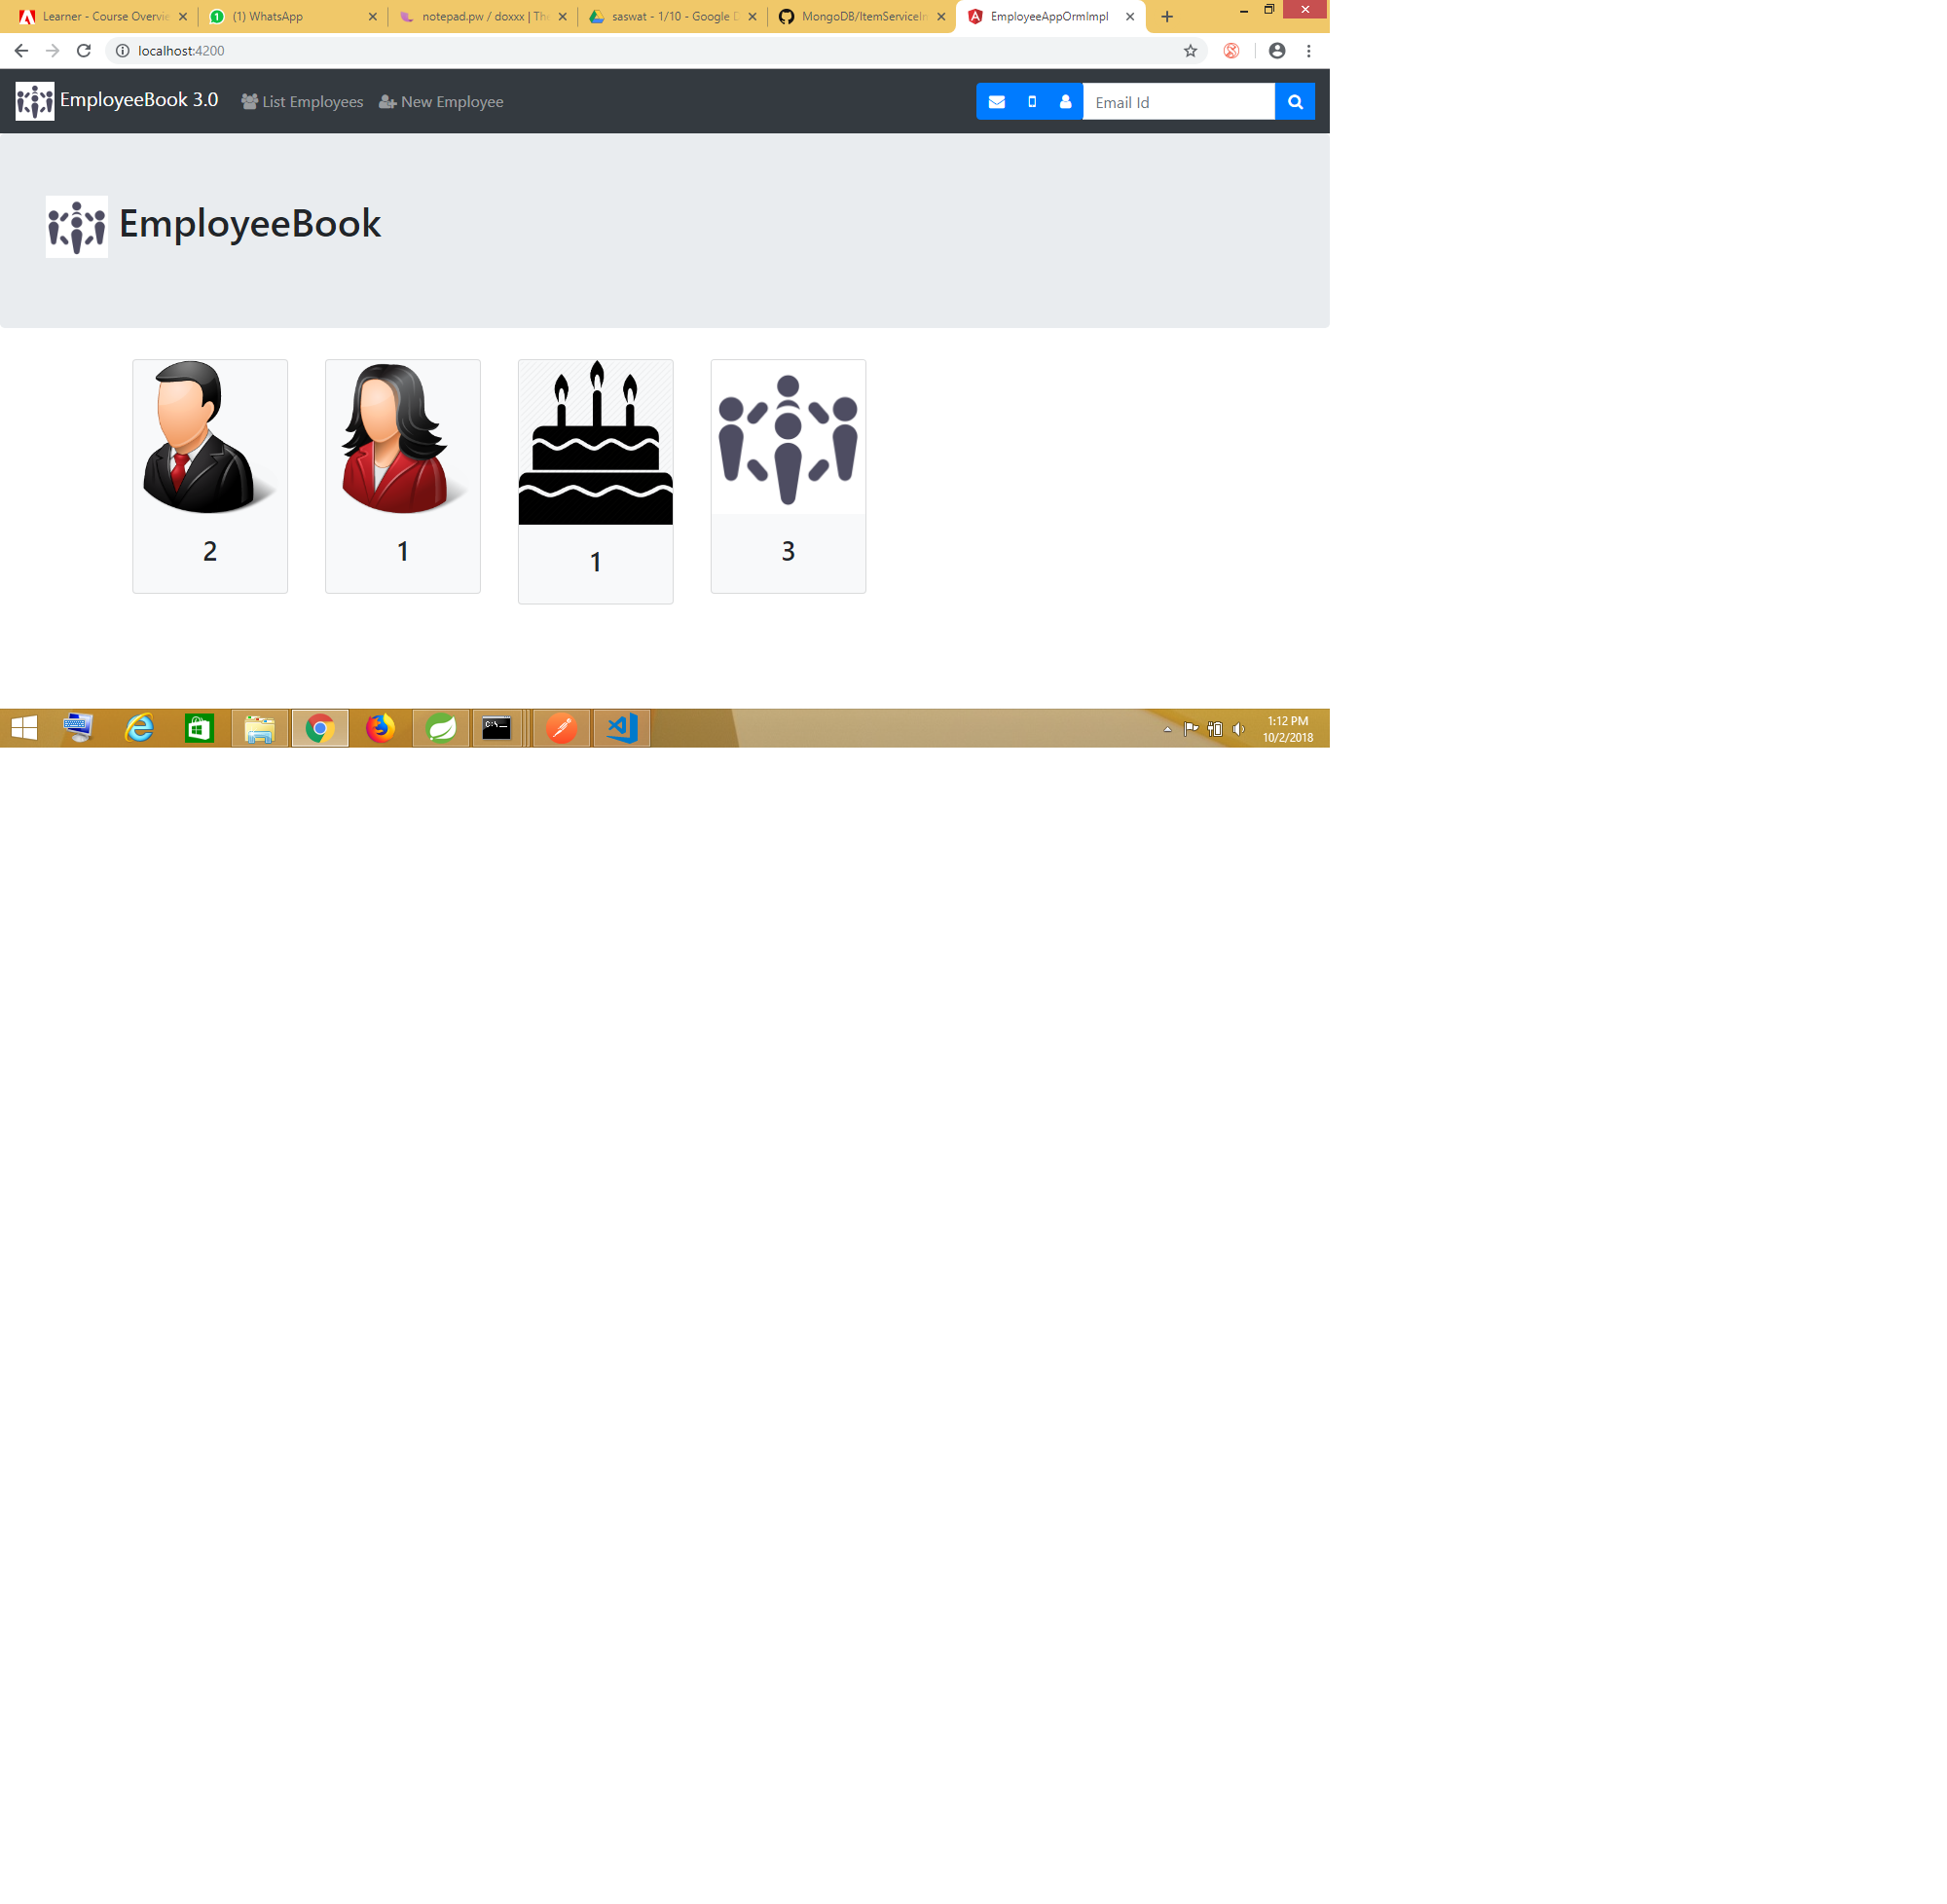 Learner - Course Overvie
(1) WhatsApp
notepad.pw / doxxx | The
saswat - 1/10 - Google D
MongoDB/ItemServiceIn
EmployeeAppOrmImpl
localhost:4200
EmployeeBook 3.0
List Employees
New Employee
Email Id
EmployeeBook
2
1
1
3
C:\_
1:12 PM
10/2/2018